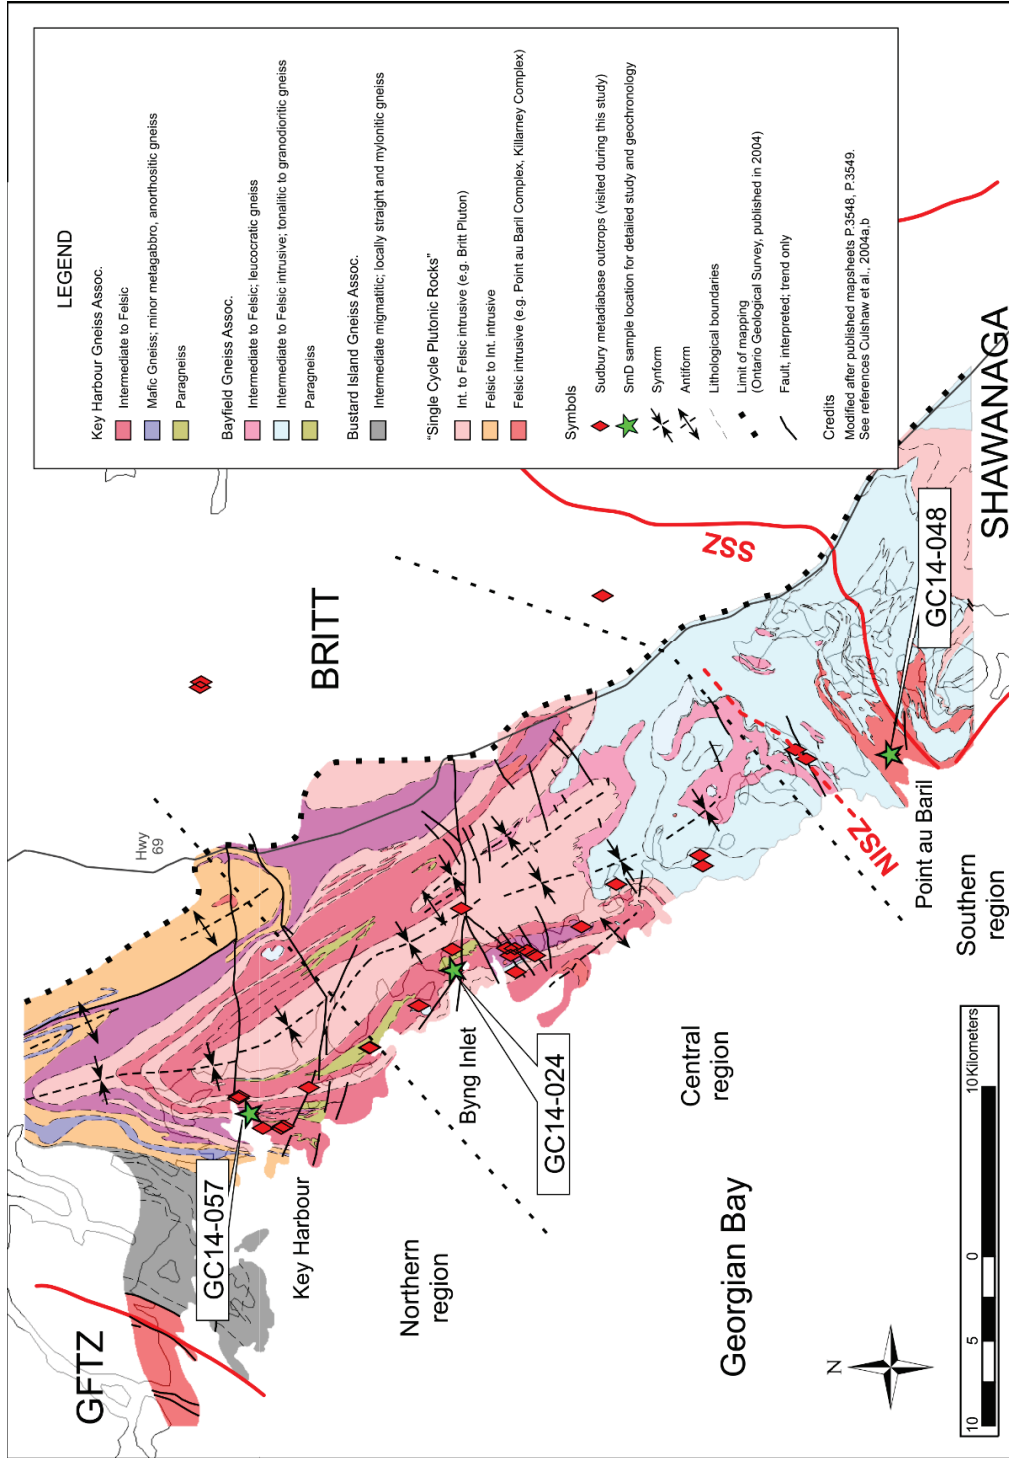 LEGEND
Key Harbour Gneiss Assoc.
Intermediate to Felsic
Mafic Gneiss; minor metagabbro, anorthositic gneiss
Paragneiss
Bayfield Gneiss Assoc.
Intermediate to Felsic; leucocratic gneiss
Intermediate to Felsic intrusive; tonalitic to granodioritic gneiss
Paragneiss
Bustard Island Gneiss Assoc.
Intermediate migmatitic; locally straight and mylonitic gneiss
"Single Cycle Plutonic Rocks"
Int. to Felsic intrusive (e.g. Britt Pluton)
Felsic to Int. intrusive
Felsic intrusive (e.g. Point au Baril Complex, Killarney Complex)
Symbols
Sudbury metadiabase outcrops (visited during this study)
SmD sample location for detailed study and geochronology
Synform
Antiform
Lithological boundaries
Limit of mapping
(Ontario Geological Survey, published in 2004)
Fault, interpreted; trend only
Credits
Modified after published mapsheets P.3548, P.3549.
See references Culshaw et al., 2004a,b
GFTZ
BRITT
SHAWANAGA
Hwy
69
SSZ
NISZ
GC14-057
GC14-024
GC14-048
Key Harbour
Byng Inlet
Point au Baril
Northern
region
Central
region
Southern
region
Georgian Bay
N
10
5
0
10 Kilometers